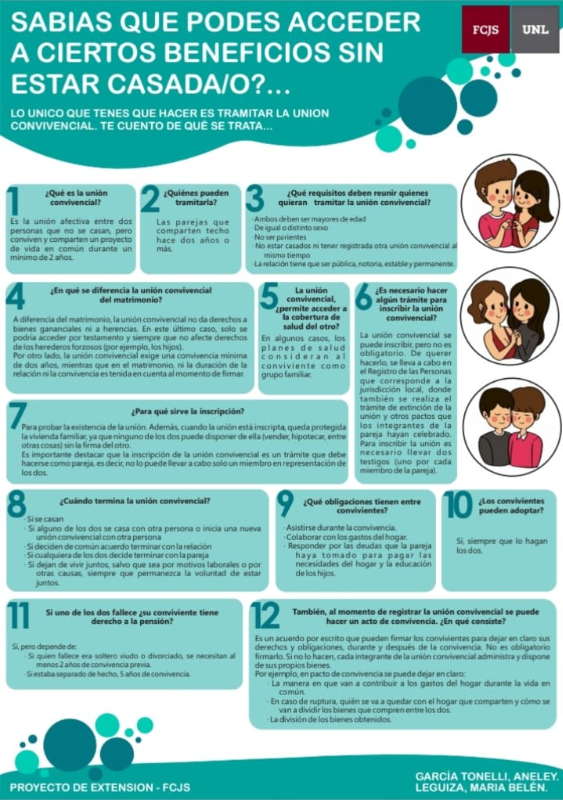 SABIAS QUE PODES ACCEDER
A CIERTOS BENEFICIOS SIN
ESTAR CASADA/O?...
FCJS
UNL
LO UNICO QUE TENES QUE HACER ES TRAMITAR LA UNION
CONVIVENCIAL. TE CUENTO DE QUÉ SE TRATA...
1
¿Qué es la unión
convivencial?
Es la unión afectiva entre dos
personas que no se casan, pero
conviven y comparten un proyecto
de vida en común durante un
mínimo de 2 años.
2
¿Quiénes pueden
tramitarla?
Las parejas que
comparten techo
hace dos años o
más.
3
¿Qué requisitos deben reunir quienes
quieran tramitar la unión convivencial?
· Ambos deben ser mayores de edad
· De igual o distinto sexo
· No ser parientes
· No estar casados ni tener registrada otra unión convivencial al
mismo tiempo
· La relación tiene que ser pública, notoria, estable y permanente.
4
¿En qué se diferencia la unión convivencial
del matrimonio?
A diferencia del matrimonio, la unión convivencial no da derechos a
bienes gananciales ni a herencias. En este último caso, solo se
podría acceder por testamento y siempre que no afecte derechos
de los herederos forzosos (por ejemplo, los hijos).
Por otro lado, la unión convivencial exige una convivencia mínima
de dos años, mientras que en el matrimonio, ni la duración de la
relación ni la convivencia es tenida en cuenta al momento de firmar.
5
La unión
convivencial,
¿permite acceder a
la cobertura de
salud del otro?
En algunos casos, los
planes de salud
consideran al
conviviente como
grupo familiar.
6
¿Es necesario hacer
algún trámite para
inscribir la unión
convivencial?
La unión convivencial se
puede inscribir, pero no es
obligatorio. De querer
hacerlo, se lleva a cabo en
el Registro de las Personas
que corresponde a la
jurisdicción local, donde
también se realiza el
trámite de extinción de la
unión y otros pactos que
los integrantes de la
pareja hayan celebrado.
Para inscribir la unión es
necesario llevar dos
testigos (uno por cada
miembro de la pareja).
7
¿Para qué sirve la inscripción?
Para probar la existencia de la unión. Además, cuando la unión está inscripta, queda protegida
la vivienda familiar, ya que ninguno de los dos puede disponer de ella (vender, hipotecar, entre
otras cosas) sin la firma del otro.
Es importante destacar que la inscripción de la unión convivencial es un trámite que debe
hacerse como pareja, es decir, no lo puede llevar a cabo solo un miembro en representación de
los dos.
8
¿Cuándo termina la unión convivencial?
· Si se casan
· Si alguno de los dos se casa con otra persona o inicia una nueva
unión convivencial con otra persona
· Si deciden de común acuerdo terminar con la relación
· Si cualquiera de los dos decide terminar con la pareja
· Si dejan de vivir juntos, salvo que sea por motivos laborales o por
otras causas, siempre que permanezca la voluntad de estar
juntos.
9
¿Qué obligaciones tienen entre
convivientes?
· Asistirse durante la convivencia.
· Colaborar con los gastos del hogar.
· Responder por las deudas que la pareja
haya tomado para pagar las
necesidades del hogar y la educación
de los hijos.
10
¿Los convivientes
pueden adoptar?
Sí, siempre que lo hagan
los dos.
11
Si uno de los dos fallece ¿su conviviente tiene
derecho a la pensión?
Sí, pero depende de:
· Si quien fallece era soltero viudo o divorciado, se necesitan al
menos 2 años de convivencia previa.
· Si estaba separado de hecho, 5 años de convivencia.
12
También, al momento de registrar la unión convivencial se puede
hacer un acto de convivencia. ¿En qué consiste?
Es un acuerdo por escrito que pueden firmar los convivientes para dejar en claro sus
derechos y obligaciones, durante y después de la convivencia. No es obligatorio
firmarlo. Si no lo hacen, cada integrante de la unión convivencial administra y dispone
de sus propios bienes.
Por ejemplo, en pacto de convivencia se puede dejar en claro:
· La manera en que van a contribuir a los gastos del hogar durante la vida en
común.
· En caso de ruptura, quién se va a quedar con el hogar que comparten y cómo se
van a dividir los bienes que compren entre los dos.
· La división de los bienes obtenidos.
PROYECTO DE EXTENSION - FCJS
GARCÍA TONELLI, ANELEY.
LEGUIZA, MARIA BELÉN.